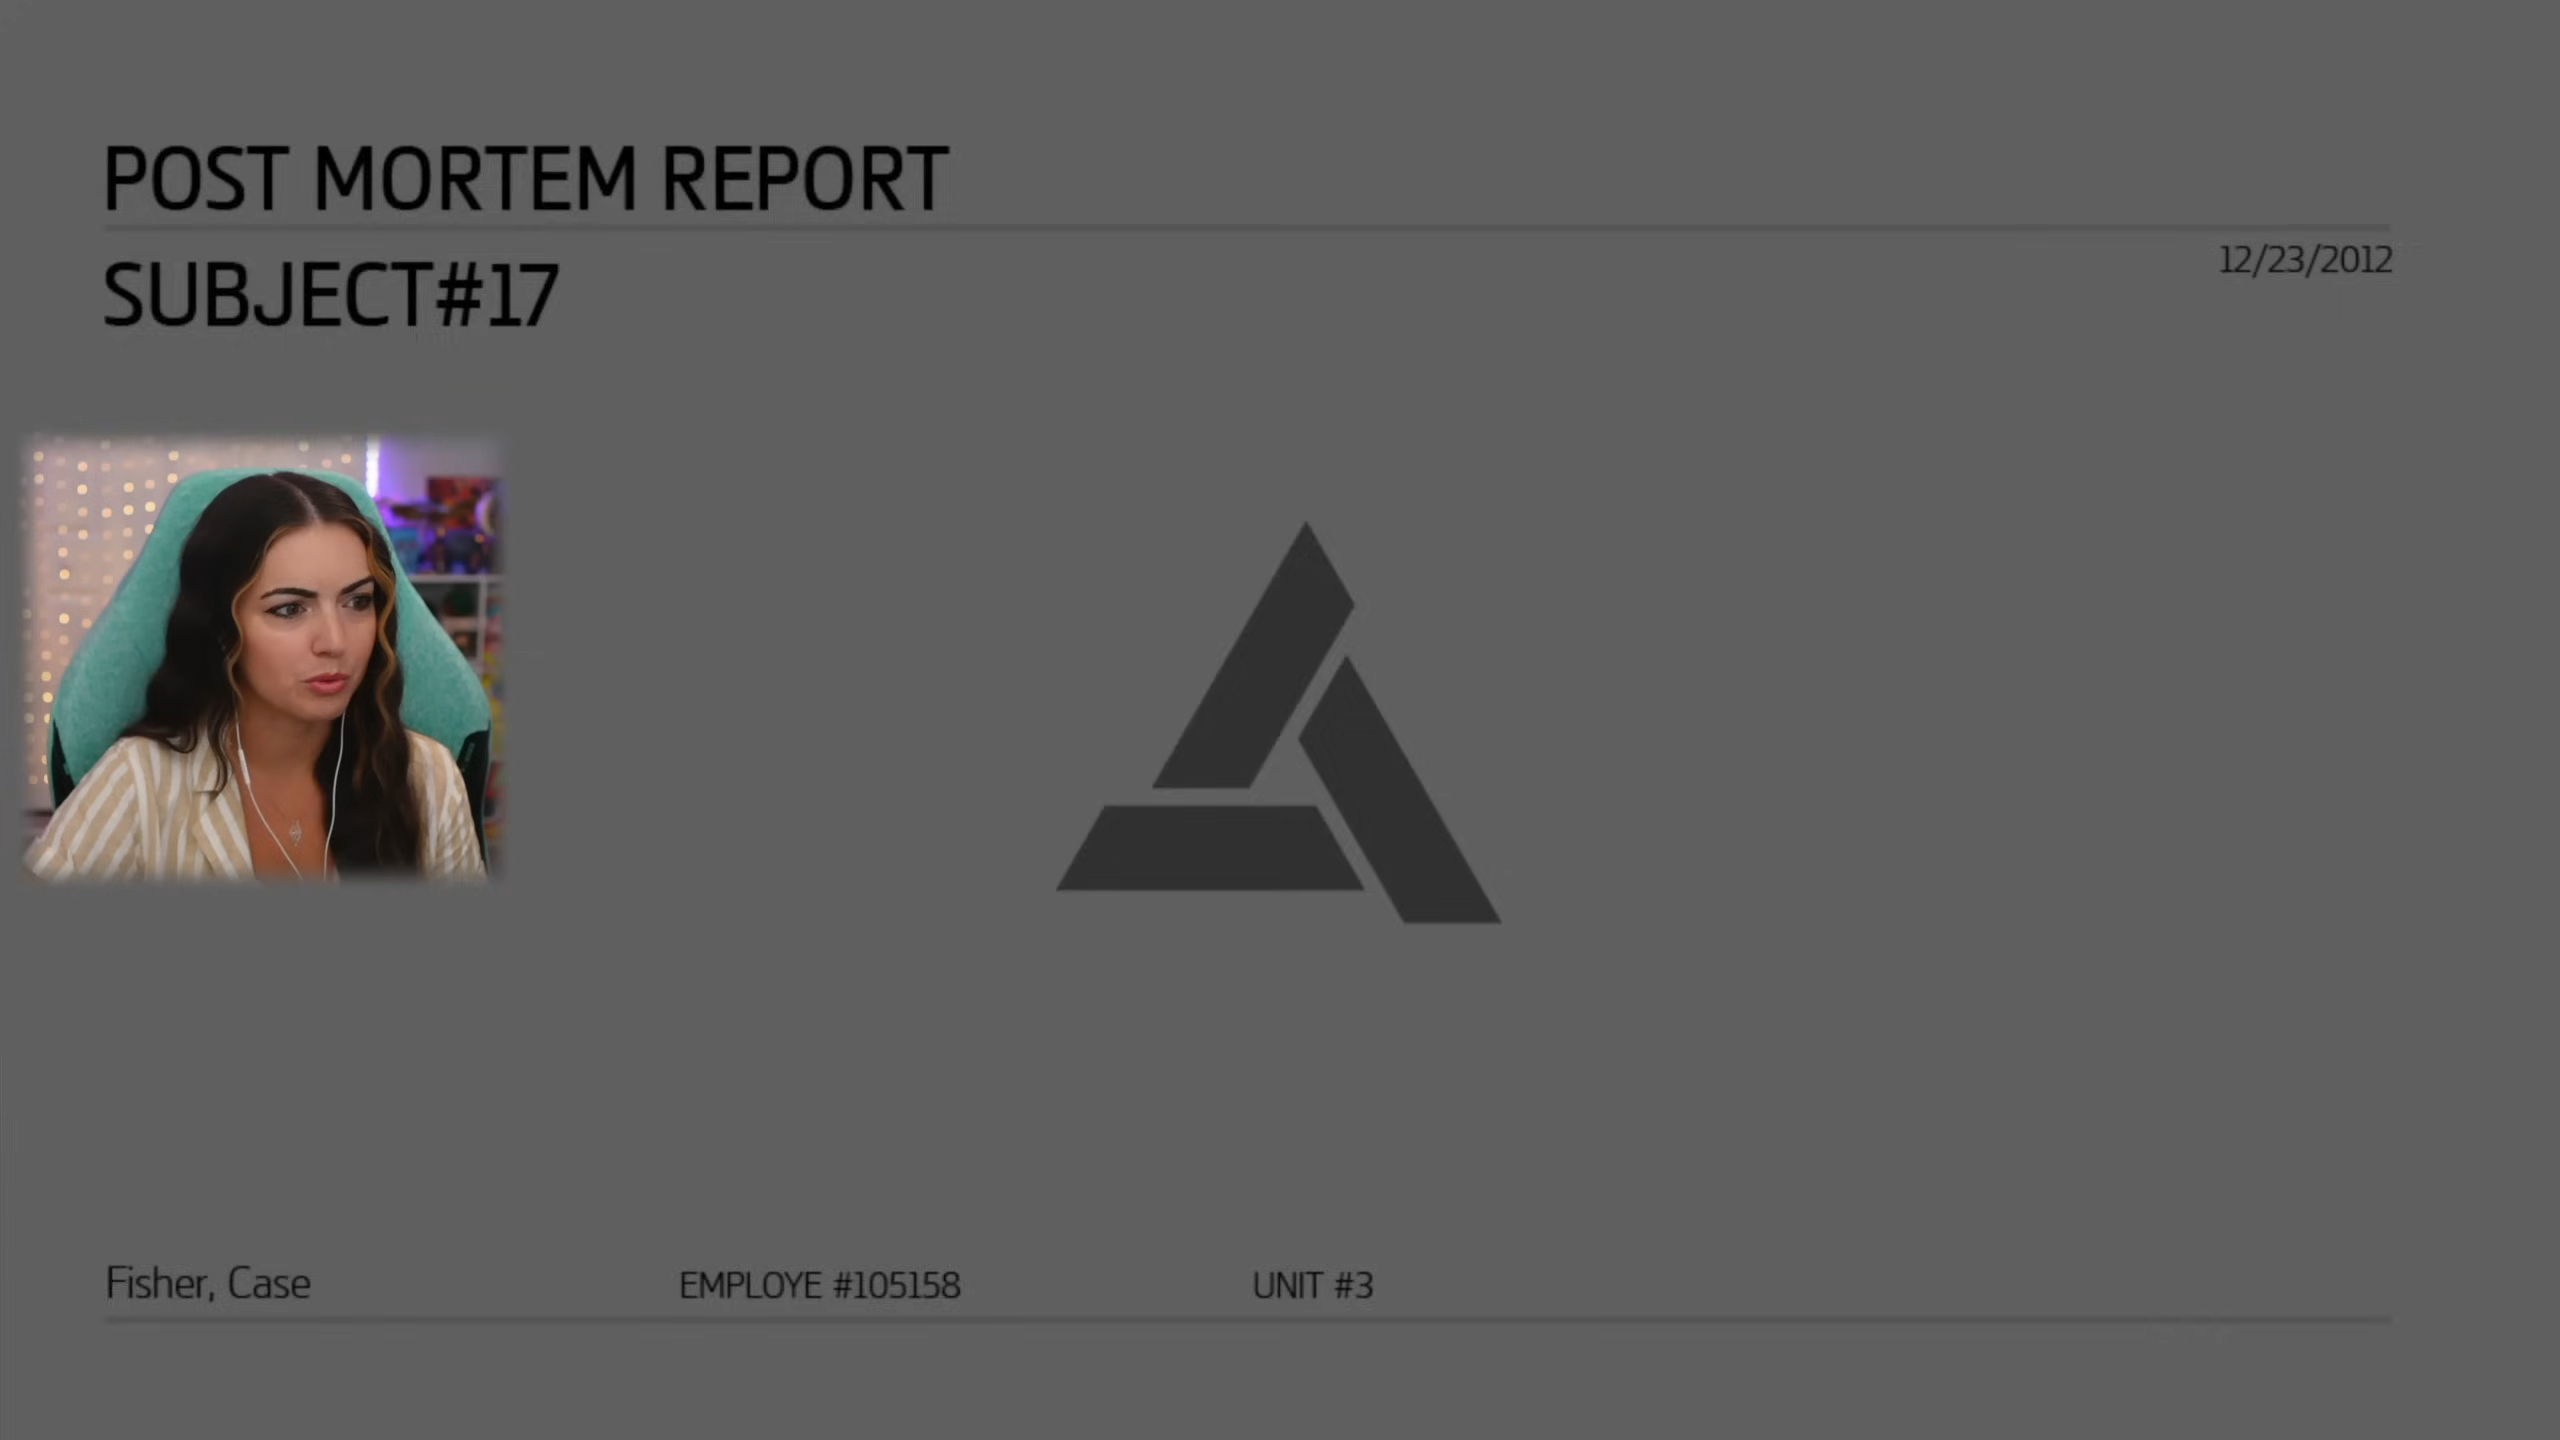 POST MORTEM REPORT
SUBJECT#17
12/23/2012
Fisher, Case
EMPLOYE #105158
UNIT #3